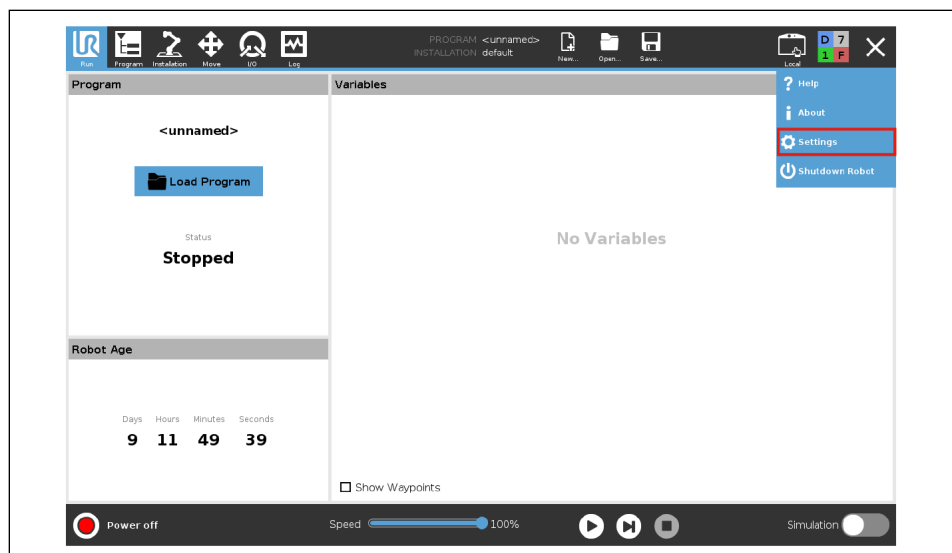 UR
PROGRAM <unnamed>
INSTALLATION default
Run Program Installation Move I/O Log
New... Open... Save...
Local
D 7
1 F
Program
Variables
Help
About
Settings
Shutdown Robot
<unnamed>
Load Program
Status
Stopped
No Variables
Robot Age
Days Hours Minutes Seconds
9 11 49 39
Show Waypoints
Power off
Speed 100%
Simulation